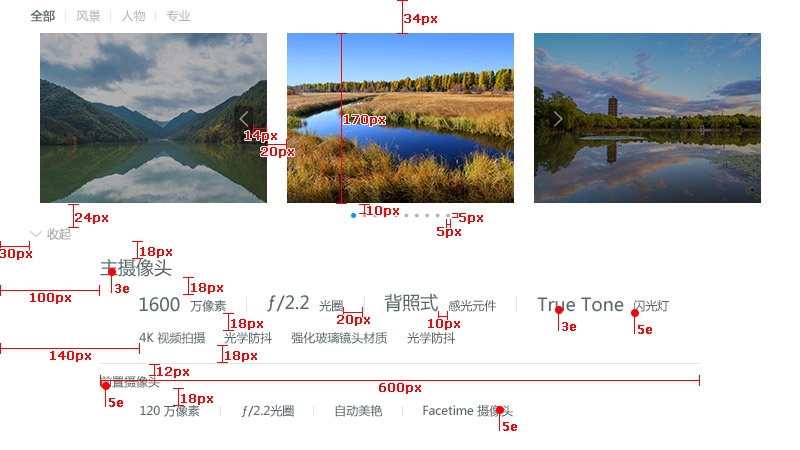 全部 风景 人物 专业
34px
170px
14px
20px
10px
24px
5px
5px
收起
30px
18px
主摄像头
3e
18px
100px
1600 万像素 ƒ/2.2 光圈 背照式 感光元件 True Tone 闪光灯
18px
20px
10px
3e
5e
4K 视频拍摄 光学防抖 强化玻璃镜头材质 光学防抖
140px
18px
12px
前置摄像头
600px
5e
18px
120 万像素 ƒ/2.2光圈 自动美艳 Facetime 摄像头
5e